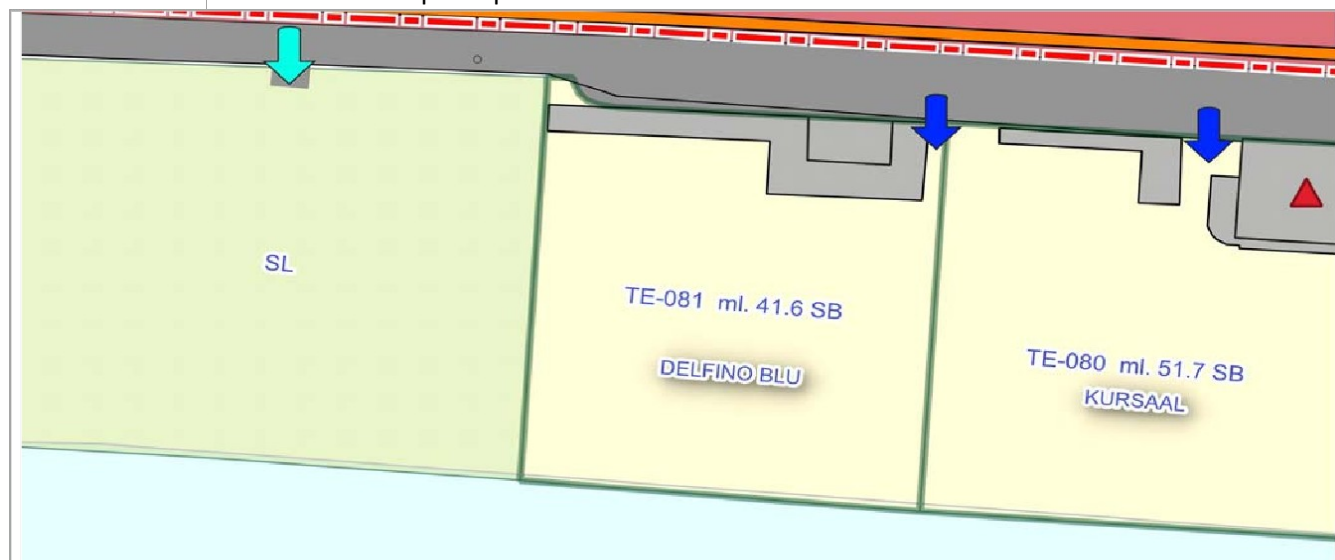 SL
TE-081 ml. 41.6 SB
DELFINO BLU
TE-080 ml. 51.7 SB
KURSAAL